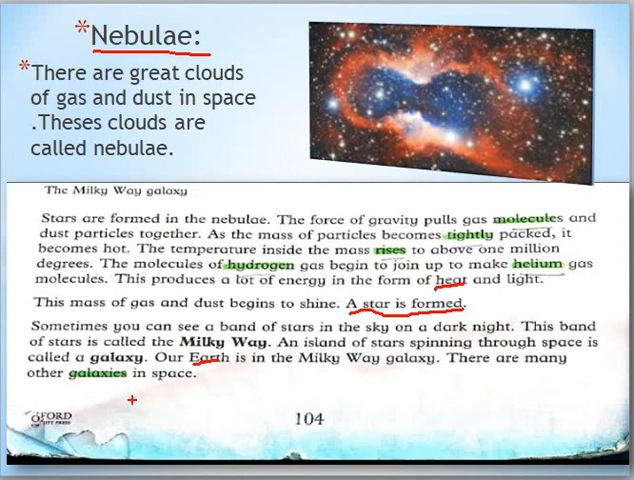 *Nebulae:
*There are great clouds
of gas and dust in space
.Theses clouds are
called nebulae.
The Milky Way galaxy
Stars are formed in the nebulae. The force of gravity pulls gas molecules and
dust particles together. As the mass of particles becomes tightly packed, it
becomes hot. The temperature inside the mass rises to above one million
degrees. The molecules of hydrogen gas begin to join up to make helium gas
molecules. This produces a lot of energy in the form of heat and light.
This mass of gas and dust begins to shine. A star is formed.
Sometimes you can see a band of stars in the sky on a dark night. This band
of stars is called the Milky Way. An island of stars spinning through space is
called a galaxy. Our Earth is in the Milky Way galaxy. There are many
other galaxies in space.
OXFORD
104